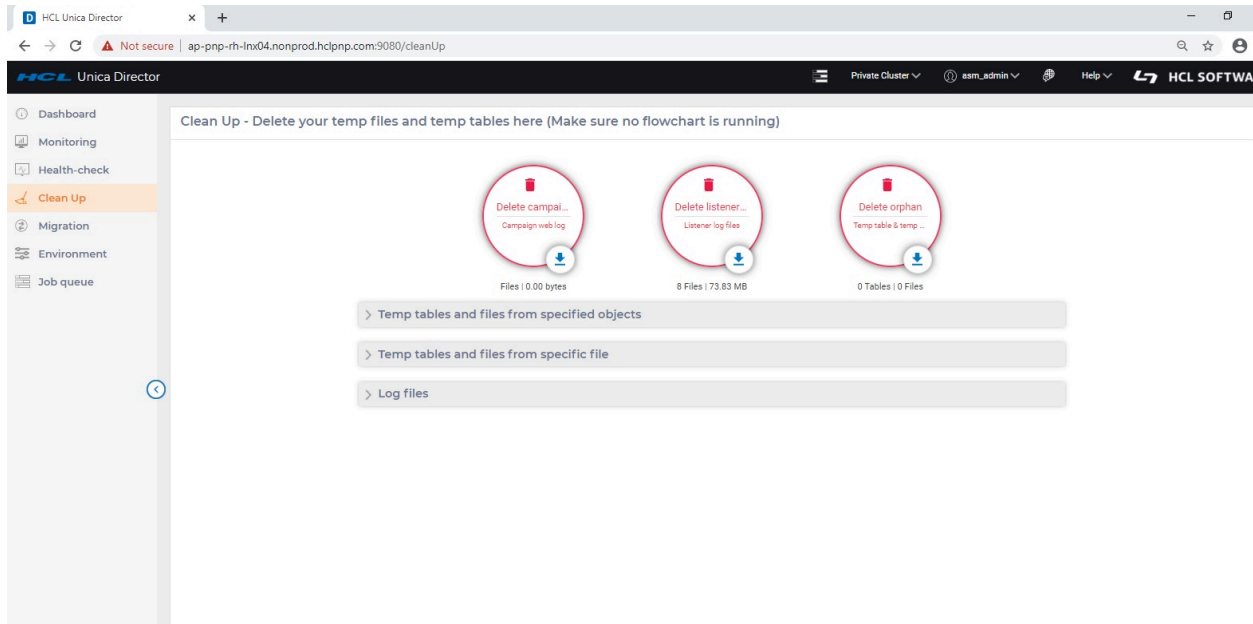 D HCL Unica Director
Not secure | ap-pnp-rh-lnx04.nonprod.hclpnp.com:9080/cleanUp
HCL Unica Director
Private Cluster
asm_admin
Help
HCL SOFTWA
Dashboard
Monitoring
Health-check
Clean Up
Migration
Environment
Job queue
Clean Up - Delete your temp files and temp tables here (Make sure no flowchart is running)
Delete campai...
Campaign web log
Files | 0.00 bytes
Delete listener...
Listener log files
8 Files | 73.83 MB
Delete orphan
Temp table & temp ...
0 Tables | 0 Files
Temp tables and files from specified objects
Temp tables and files from specific file
Log files